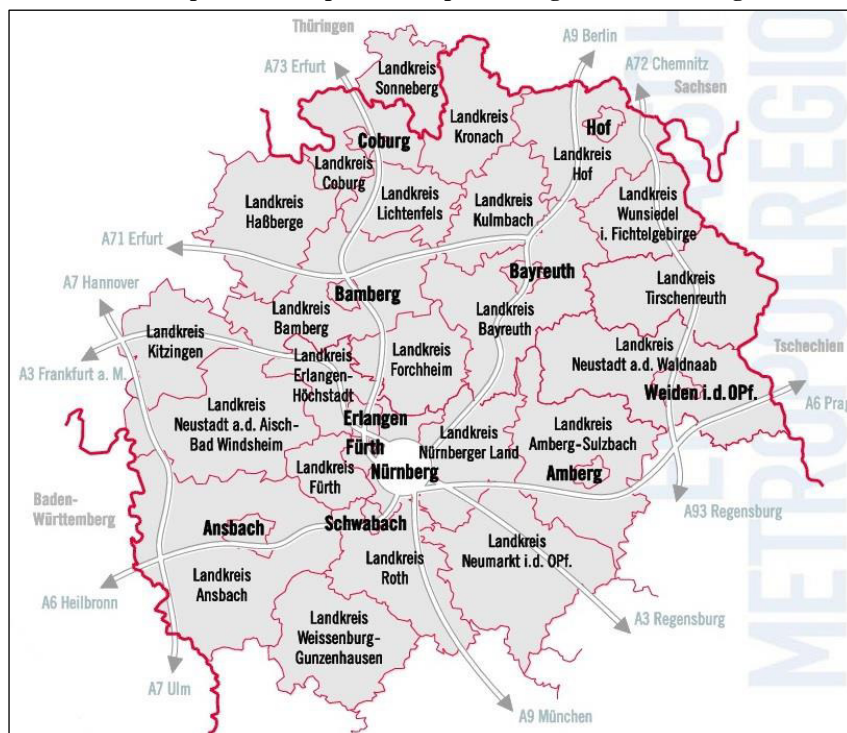 Thüringen
A9 Berlin
A73 Erfurt
A72 Chemnitz
Sachsen
Landkreis
Sonneberg
Landkreis
Kronach
Hof
Coburg
Landkreis
Coburg
Landkreis
Hof
Landkreis
Haßberge
Landkreis
Lichtenfels
Landkreis
Kulmbach
Landkreis
Wunsiedel
i. Fichtelgebirge
A71 Erfurt
A7 Hannover
Bayreuth
Landkreis
Tirschenreuth
Bamberg
Landkreis
Bamberg
Landkreis
Bayreuth
Landkreis
Kitzingen
Landkreis
Erlangen-
Höchstadt
Landkreis
Forchheim
Landkreis
Neustadt a.d. Waldnaab
Tschechien
A3 Frankfurt a. M.
Weiden i.d.OPf.
A6 Prag
Landkreis
Neustadt a.d. Aisch-
Bad Windsheim
Erlangen
Fürth
Nürnberg
Landkreis
Nürnberger Land
Landkreis
Amberg-Sulzbach
Amberg
Landkreis
Fürth
Baden-
Württemberg
Ansbach
Schwabach
A93 Regensburg
Landkreis
Ansbach
Landkreis
Roth
Landkreis
Neumarkt i.d. OPf.
A6 Heilbronn
Landkreis
Weissenburg-
Gunzenhausen
A3 Regensburg
A7 Ulm
A9 München
METROPOLREGIO